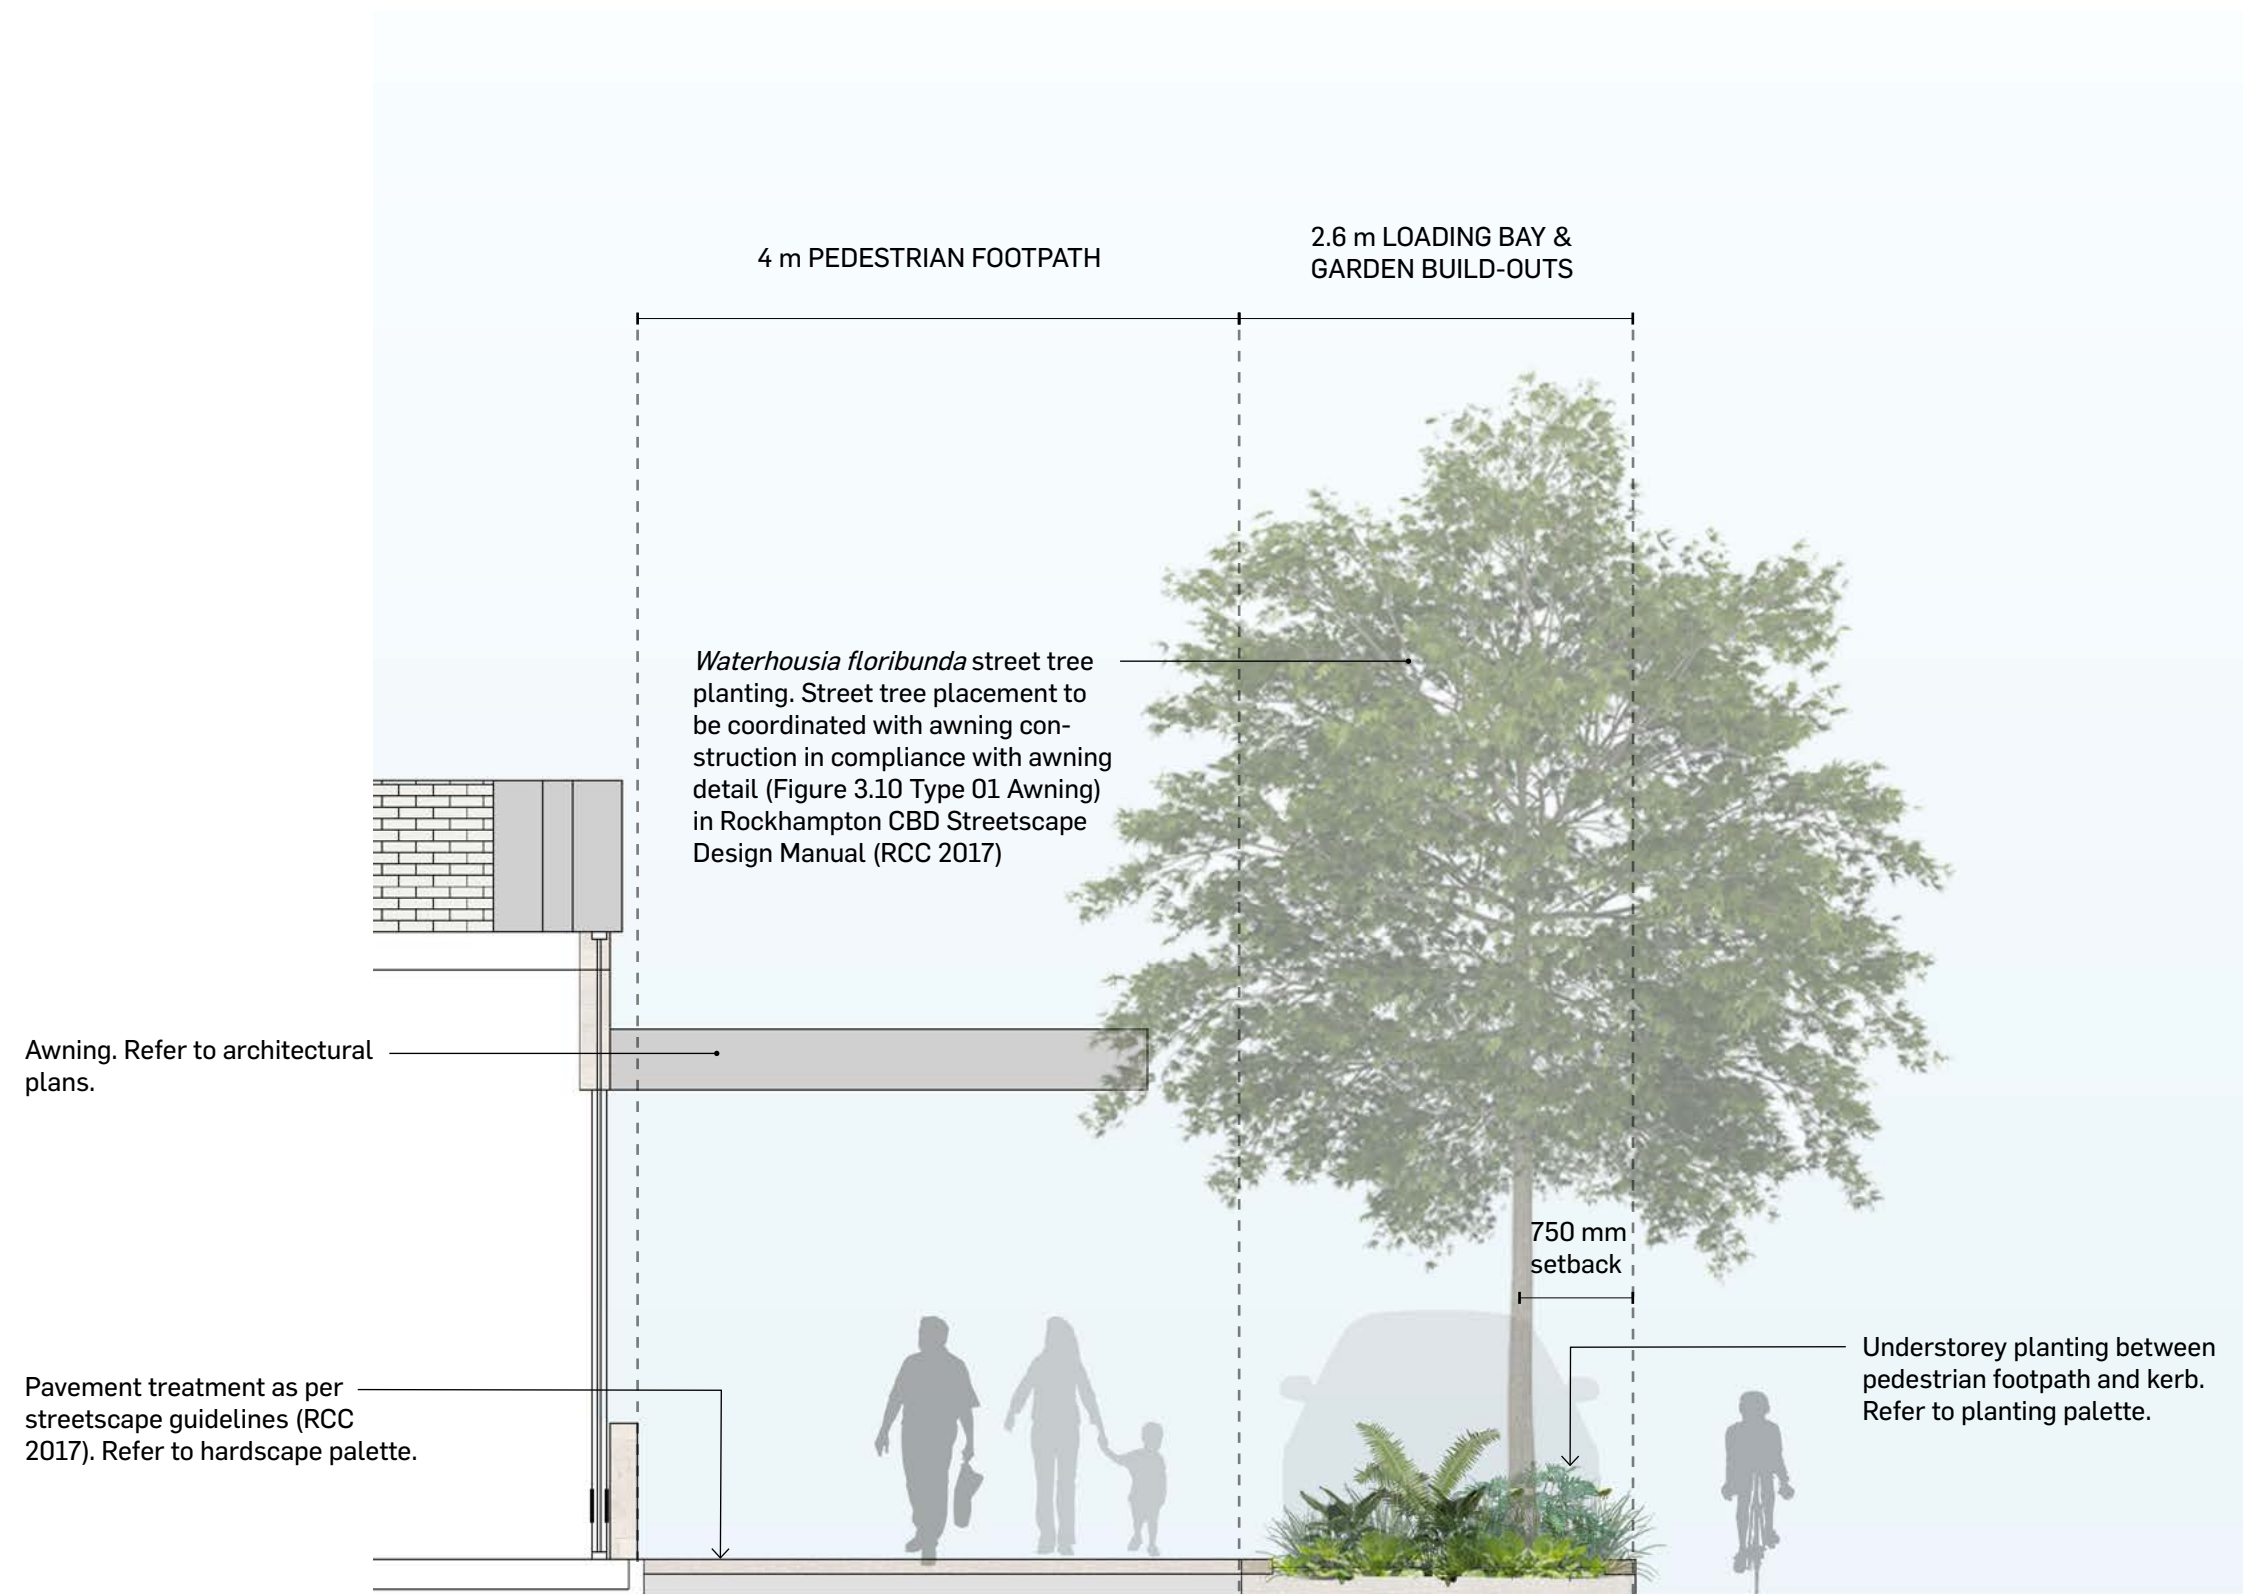 4 m PEDESTRIAN FOOTPATH
2.6 m LOADING BAY &
GARDEN BUILD-OUTS
Waterhousia floribunda street tree
planting. Street tree placement to
be coordinated with awning con-
struction in compliance with awning
detail (Figure 3.10 Type 01 Awning)
in Rockhampton CBD Streetscape
Design Manual (RCC 2017)
Awning. Refer to architectural
plans.
750 mm
setback
Understorey planting between
pedestrian footpath and kerb.
Refer to planting palette.
Pavement treatment as per
streetscape guidelines (RCC
2017). Refer to hardscape palette.